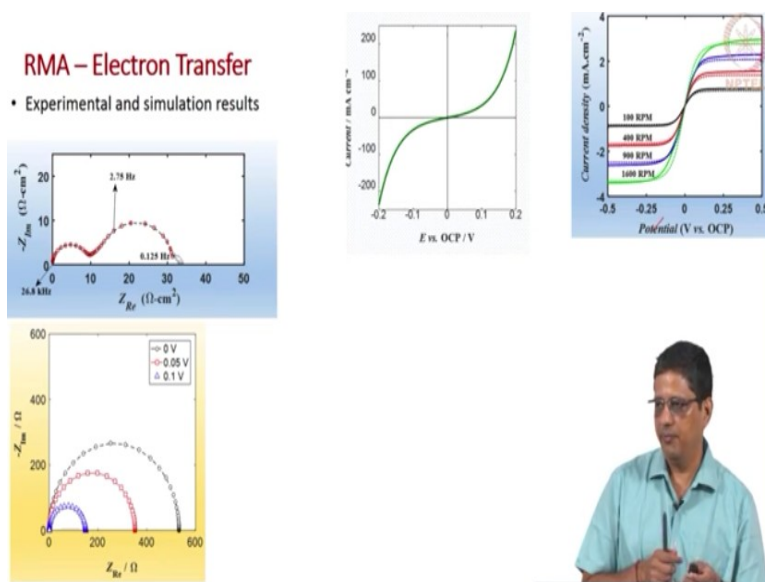 RMA – Electron Transfer
• Experimental and simulation results
-Z_Im (Ω-cm²)
20
10
0
2.75 Hz
0.125 Hz
26.8 kHz
0 10 20 30 40 50
Z_Re (Ω-cm²)
600
400
200
0
-Z_Im / Ω
0 V
0.05 V
0.1 V
0 200 400 600
Z_Re / Ω
200
100
0
-100
-200
Current / mA cm⁻²
-0.2 -0.1 0 0.1 0.2
E vs. OCP / V
Current density (mA.cm⁻²)
4
2
0
-2
-4
100 RPM
400 RPM
900 RPM
1600 RPM
-0.5 -0.25 0 0.25 0.5
Potential (V vs. OCP)
NPTEL